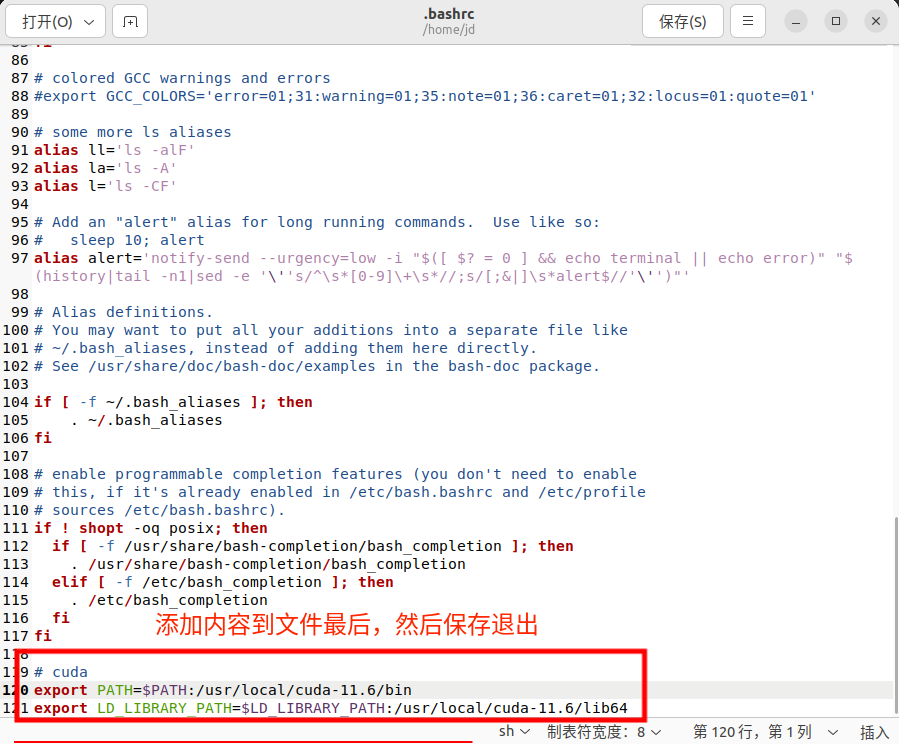 打开(O)
.bashrc
/home/jd
保存(S)
86
87 # colored GCC warnings and errors
88 #export GCC_COLORS='error=01;31:warning=01;35:note=01;36:caret=01;32:locus=01:quote=01'
89
90 # some more ls aliases
91 alias ll='ls -alF'
92 alias la='ls -A'
93 alias l='ls -CF'
94
95 # Add an "alert" alias for long running commands.  Use like so:
96 #   sleep 10; alert
97 alias alert='notify-send --urgency=low -i "$([ $? = 0 ] && echo terminal || echo error)" "$
(history|tail -n1|sed -e '\''s/^\s*[0-9]\+\s*//;s/[;&|]\s*alert$//'\'')"'
98
99 # Alias definitions.
100 # You may want to put all your additions into a separate file like
101 # ~/.bash_aliases, instead of adding them here directly.
102 # See /usr/share/doc/bash-doc/examples in the bash-doc package.
103
104 if [ -f ~/.bash_aliases ]; then
105     . ~/.bash_aliases
106 fi
107
108 # enable programmable completion features (you don't need to enable
109 # this, if it's already enabled in /etc/bash.bashrc and /etc/profile
110 # sources /etc/bash.bashrc).
111 if ! shopt -oq posix; then
112   if [ -f /usr/share/bash-completion/bash_completion ]; then
113     . /usr/share/bash-completion/bash_completion
114   elif [ -f /etc/bash_completion ]; then
115     . /etc/bash_completion
116   fi
添加内容到文件最后，然后保存退出
117 fi
118
119 # cuda
120 export PATH=$PATH:/usr/local/cuda-11.6/bin
121 export LD_LIBRARY_PATH=$LD_LIBRARY_PATH:/usr/local/cuda-11.6/lib64
sh 制表符宽度：8 第 120 行，第 1 列 插入